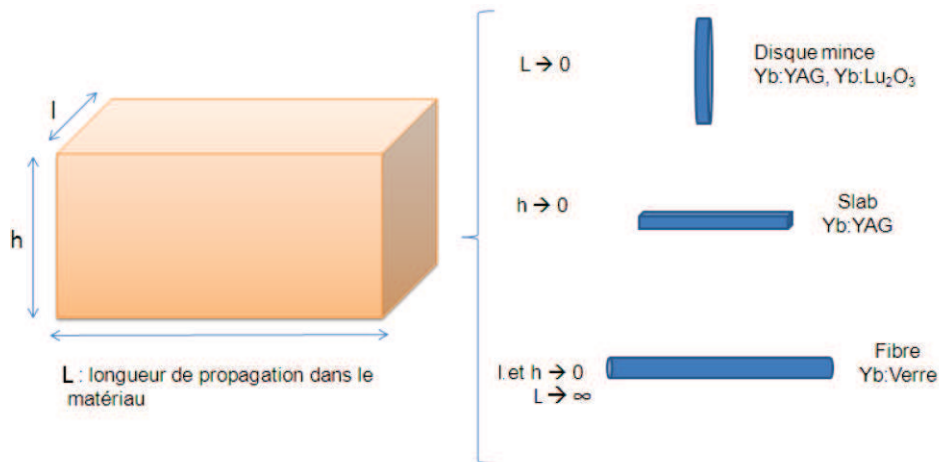 l
h
L : longueur de propagation dans le
matériau
L → 0
Disque mince
Yb:YAG, Yb:Lu₂O₃
h → 0
Slab
Yb:YAG
l et h → 0
L → ∞
Fibre
Yb:Verre